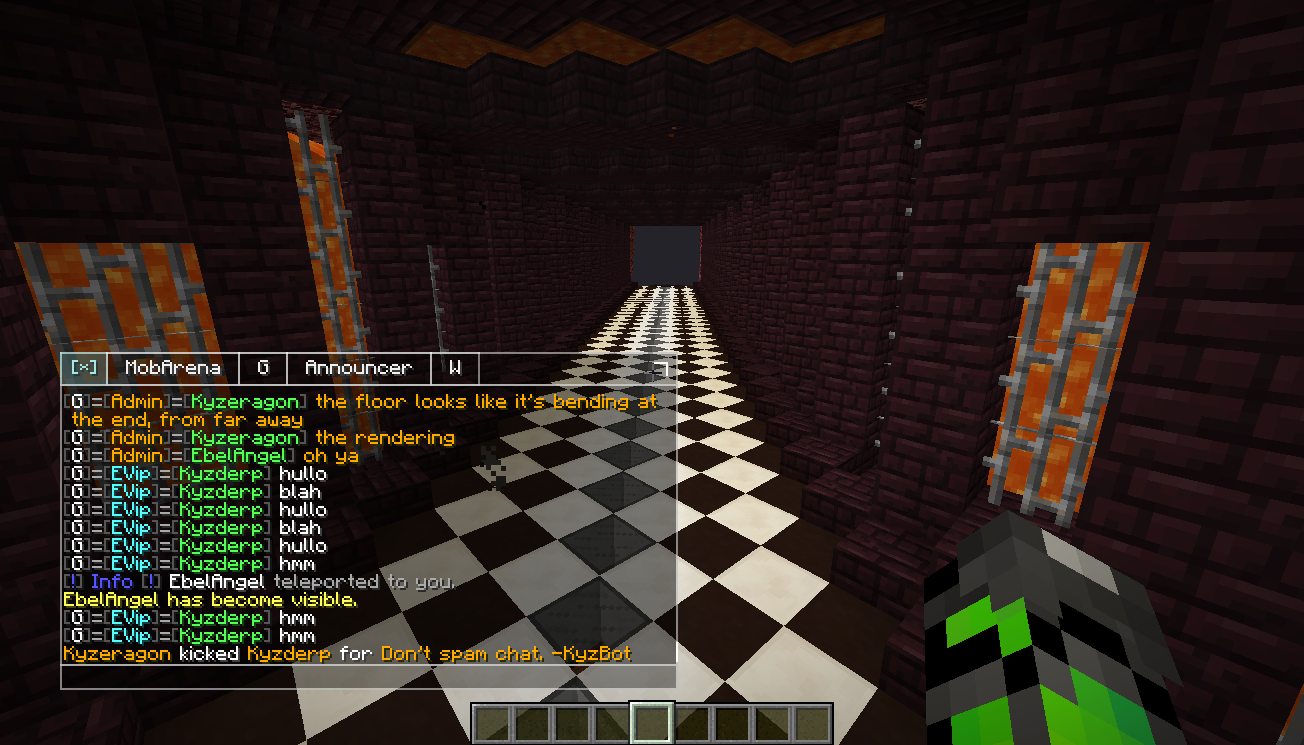 [×] MobArena G Announcer W
[G]=[Admin]=[Kyzeragon] the floor looks like it's bending at
the end, from far away
[G]=[Admin]=[Kyzeragon] the rendering
[G]=[Admin]=[EbelAngel] oh ya
[G]=[EVip]=[Kyzderp] hullo
[G]=[EVip]=[Kyzderp] blah
[G]=[EVip]=[Kyzderp] hullo
[G]=[EVip]=[Kyzderp] blah
[G]=[EVip]=[Kyzderp] hullo
[G]=[EVip]=[Kyzderp] hmm
[!] Info [!] EbelAngel teleported to you.
EbelAngel has become visible.
[G]=[EVip]=[Kyzderp] hmm
[G]=[EVip]=[Kyzderp] hmm
Kyzeragon kicked Kyzderp for Don't spam chat. -KyzBot